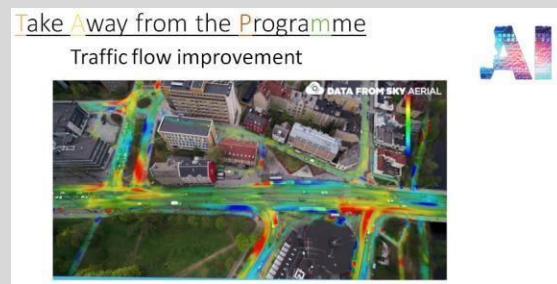 Take Away from the Programme
AI
Traffic flow improvement
DATA FROM SKY AERIAL